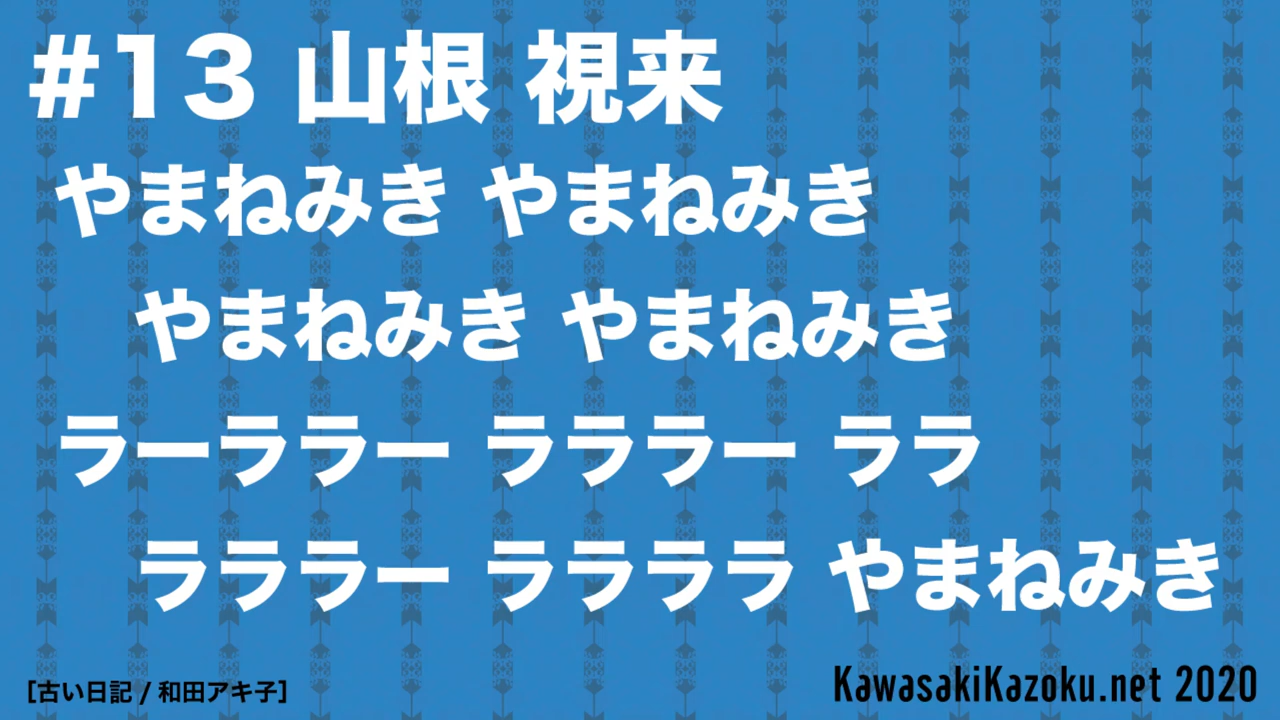 #13 山根 視来
やまねみき やまねみき
やまねみき やまねみき
ラーララー ラララー ララ
ラララー ララララ やまねみき
[古い日記 / 和田アキ子]
KawasakiKazoku.net 2020